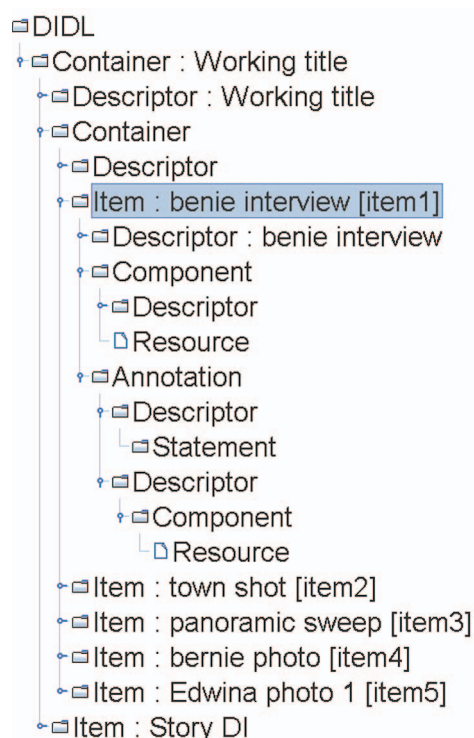 DIDL
Container : Working title
Descriptor : Working title
Container
Descriptor
Item : benie interview [item1]
Descriptor : benie interview
Component
Descriptor
Resource
Annotation
Descriptor
Statement
Descriptor
Component
Resource
Item : town shot [item2]
Item : panoramic sweep [item3]
Item : bernie photo [item4]
Item : Edwina photo 1 [item5]
Item : Story DI